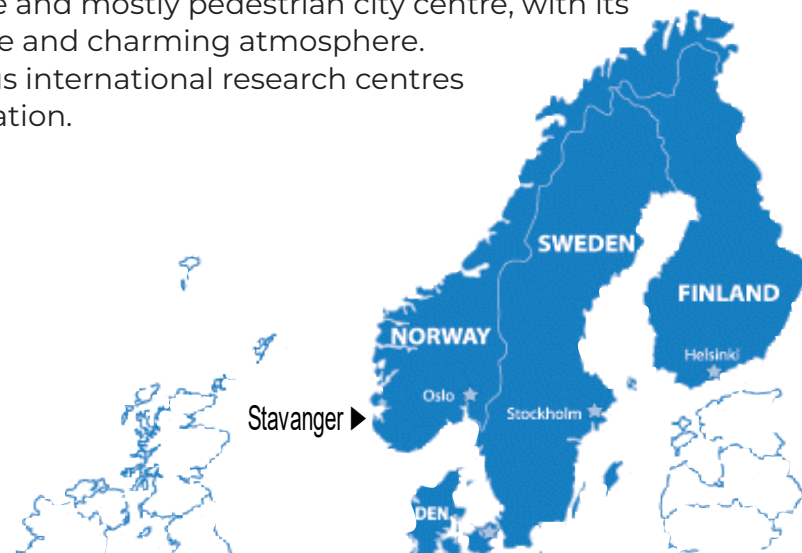 e and mostly pedestrian city centre, with its
e and charming atmosphere.
us international research centres
ation.
SWEDEN
FINLAND
NORWAY
Helsinki
Oslo
Stockholm
Stavanger
DEN